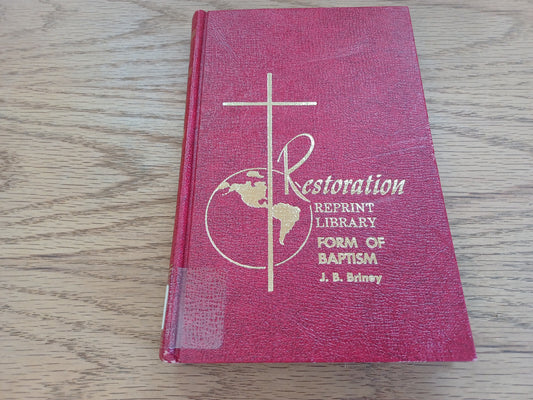 Restoration
REPRINT
LIBRARY
FORM OF
BAPTISM
J. B. Briney